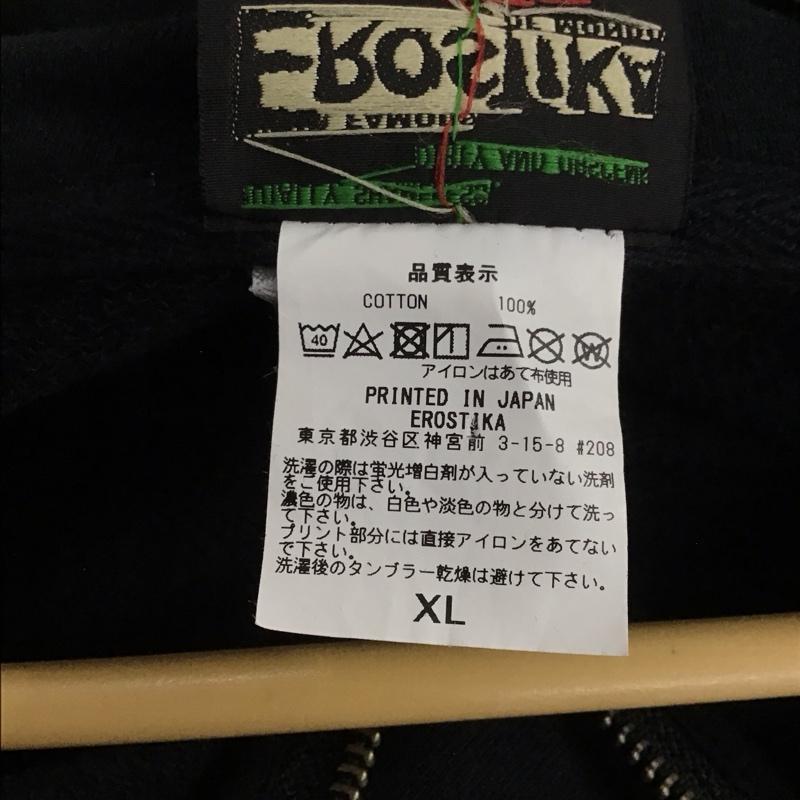 EROSTIKA
FAMOUS
品質表示
COTTON 100%
40
アイロンはあて布使用
PRINTED IN JAPAN
EROSTIKA
東京都渋谷区神宮前 3-15-8 #208
洗濯の際は蛍光増白剤が入っていない洗剤
をご使用下さい。
濃色の物は、白色や淡色の物と分けて洗っ
て下さい。
プリント部分には直接アイロンをあてない
で下さい。
洗濯後のタンブラー乾燥は避けて下さい。
XL